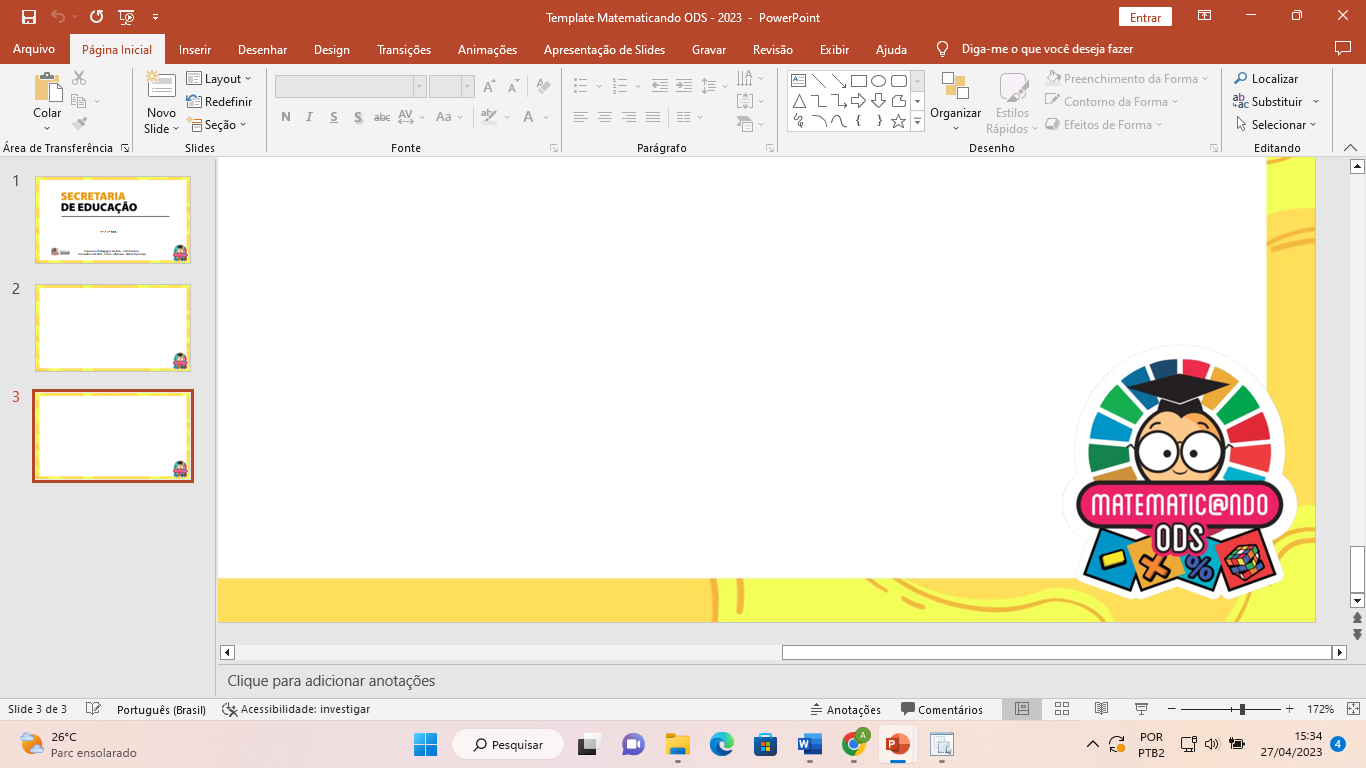 Template Matematicando ODS - 2023 - PowerPoint
Entrar
Arquivo
Página Inicial
Inserir
Desenhar
Design
Transições
Animações
Apresentação de Slides
Gravar
Revisão
Exibir
Ajuda
Diga-me o que você deseja fazer
Colar
Novo
Slide
Layout
Redefinir
Seção
N I S S abc AV Aa A
Organizar
Estilos
Rápidos
Preenchimento da Forma
Contorno da Forma
Efeitos de Forma
Localizar
Substituir
Selecionar
Área de Transferência
Slides
Fonte
Parágrafo
Desenho
Editando
1
SECRETARIA
DE EDUCAÇÃO
2
3
MATEMATIC@NDO
ODS
%
Clique para adicionar anotações
Slide 3 de 3
Português (Brasil)
Acessibilidade: investigar
Anotações
Comentários
172%
26°C
Parc ensolarado
Pesquisar
A
POR
PTB2
15:34
27/04/2023
4